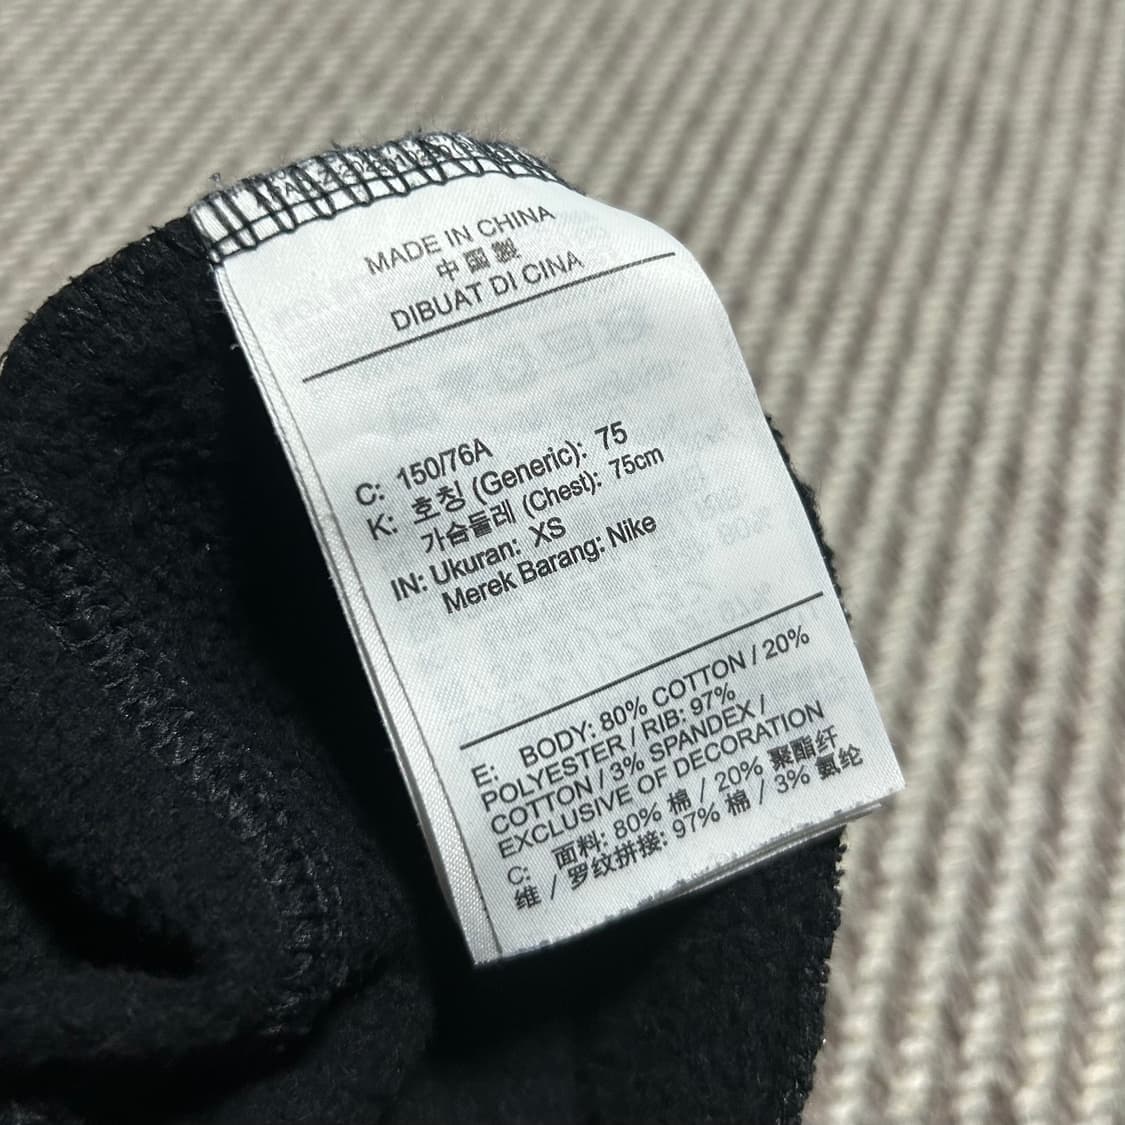 MADE IN CHINA
中国製
DIBUAT DI CINA
C: 150/76A
K: 호칭 (Generic): 75
가슴둘레 (Chest): 75cm
IN: Ukuran: XS
Merek Barang: Nike
E: BODY: 80% COTTON / 20%
POLYESTER / RIB: 97%
COTTON / 3% SPANDEX /
EXCLUSIVE OF DECORATION
C: 面料: 80% 棉 / 20% 聚酯纤
维 / 罗纹拼接: 97% 棉 / 3% 氨纶